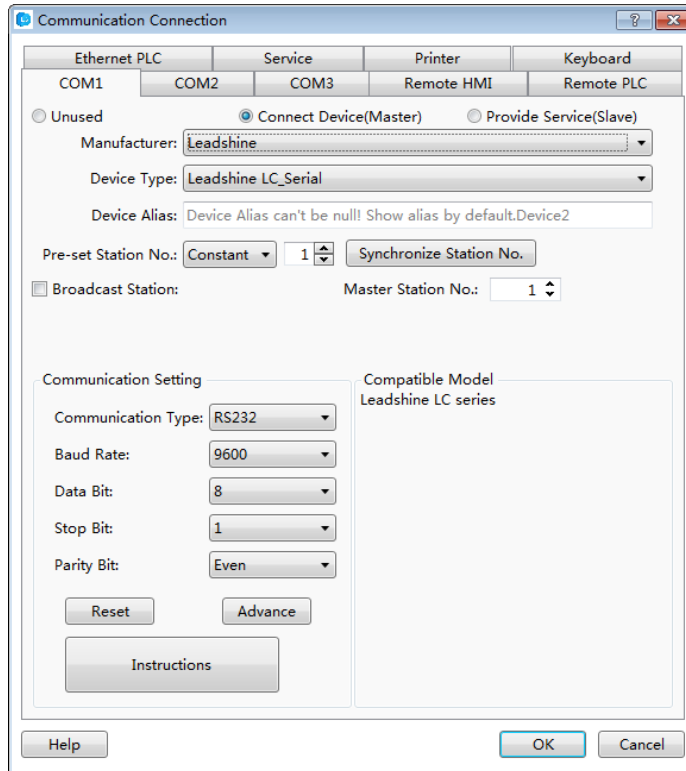 Communication Connection
Ethernet PLC Service Printer Keyboard
COM1 COM2 COM3 Remote HMI Remote PLC
Unused Connect Device(Master) Provide Service(Slave)
Manufacturer: Leadshine
Device Type: Leadshine LC_Serial
Device Alias: Device Alias can't be null! Show alias by default.Device2
Pre-set Station No.: Constant 1 Synchronize Station No.
Broadcast Station: Master Station No.: 1
Communication Setting Compatible Model
Leadshine LC series
Communication Type: RS232
Baud Rate: 9600
Data Bit: 8
Stop Bit: 1
Parity Bit: Even
Reset Advance
Instructions
Help OK Cancel